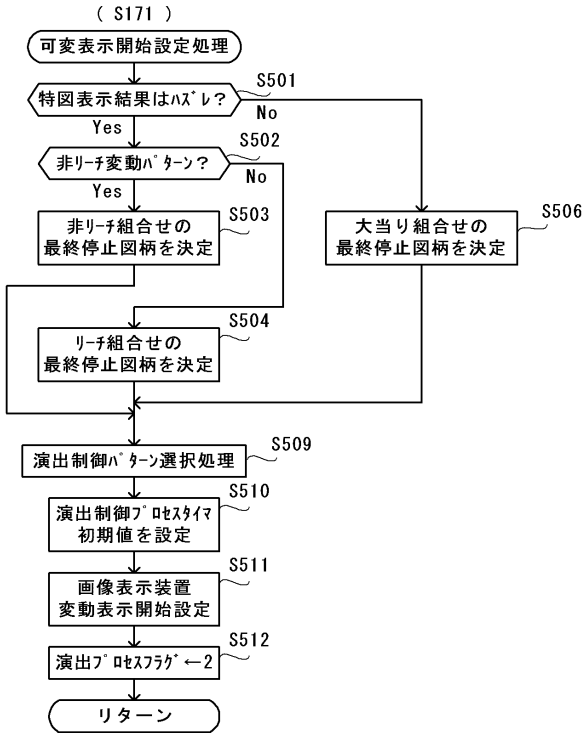 ( S171 )
可変表示開始設定処理
S501
特図表示結果はﾊｽﾞﾚ？
No
Yes
S502
非ﾘｰﾁ変動ﾊﾟﾀｰﾝ？
No
Yes
S503
非ﾘｰﾁ組合せの
最終停止図柄を決定
S506
大当り組合せの
最終停止図柄を決定
S504
ﾘｰﾁ組合せの
最終停止図柄を決定
S509
演出制御ﾊﾟﾀｰﾝ選択処理
S510
演出制御ﾌﾟﾛｾｽﾀｲﾏ
初期値を設定
S511
画像表示装置
変動表示開始設定
S512
演出ﾌﾟﾛｾｽﾌﾗｸﾞ←2
リターン